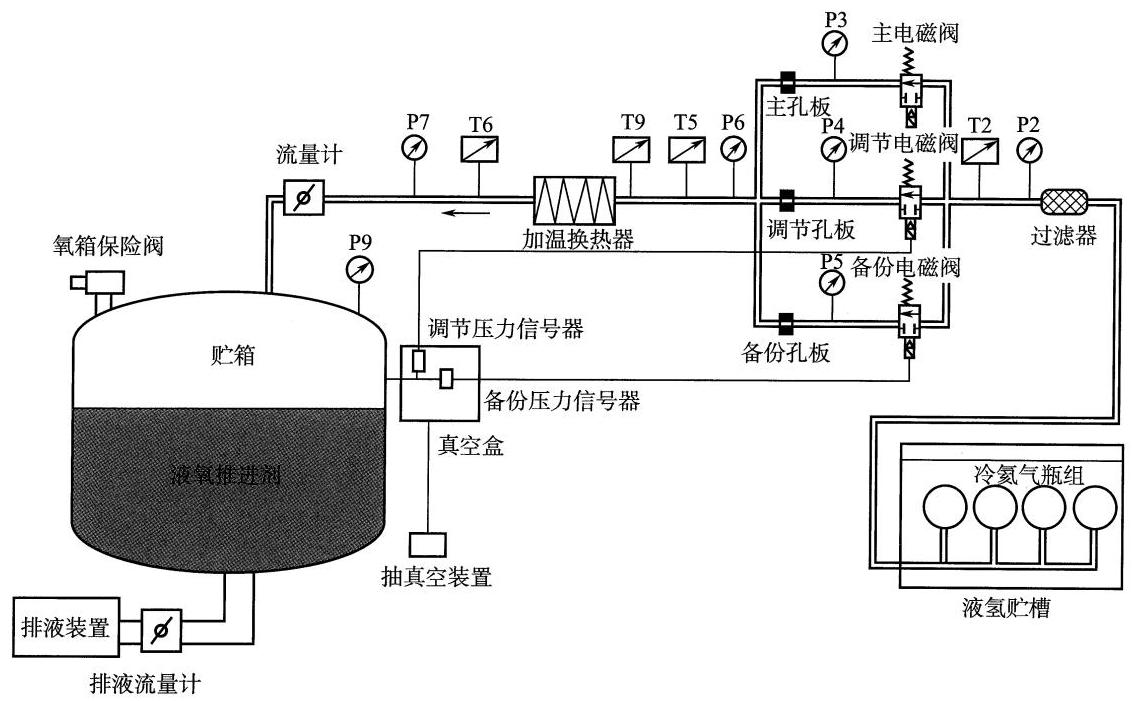 P3
主电磁阀
主孔板
P7
T6
T9
T5
P6
P4
调节电磁阀
T2
P2
流量计
加温换热器
调节孔板
过滤器
氧箱保险阀
P9
P5
备份电磁阀
调节压力信号器
贮箱
备份孔板
备份压力信号器
真空盒
液氧推进剂
冷氦气瓶组
抽真空装置
液氢贮槽
排液装置
排液流量计